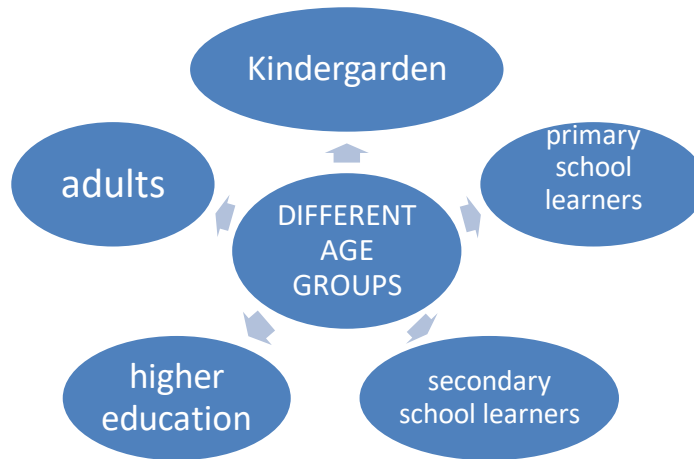 Kindergarden
primary
school
learners
secondary
school learners
higher
education
adults
DIFFERENT
AGE
GROUPS